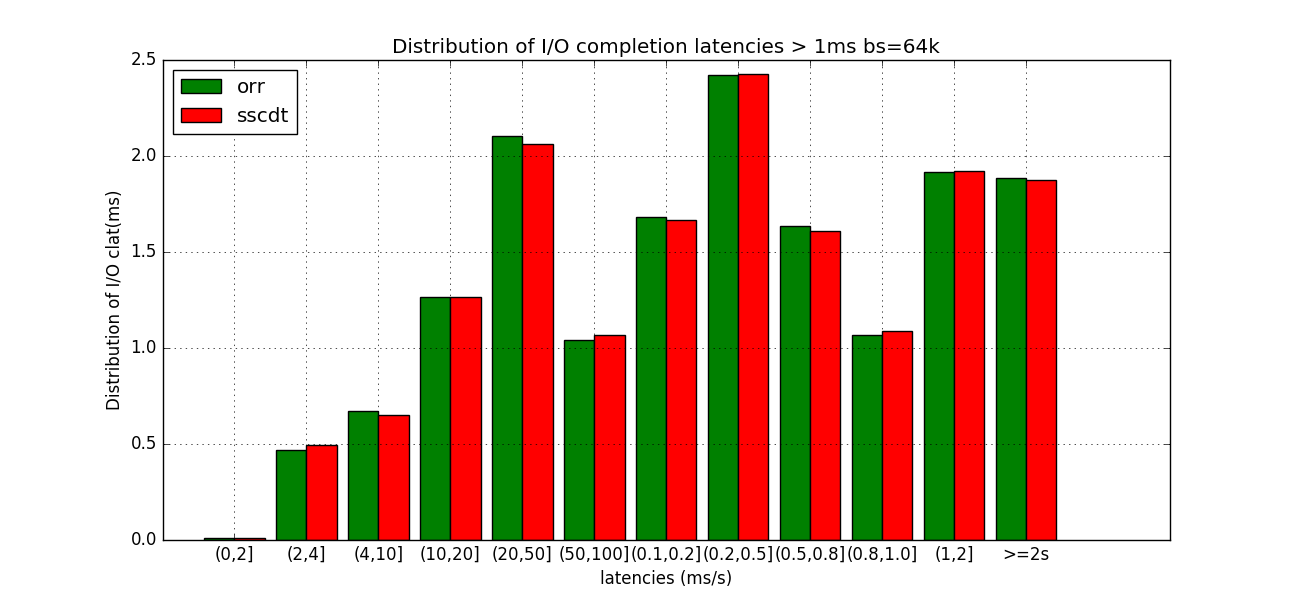 Distribution of I/O completion latencies > 1ms bs=64k
orr
sscdt
Distribution of I/O clat(ms)
2.5
2.0
1.5
1.0
0.5
0.0
(0,2] (2,4] (4,10] (10,20] (20,50] (50,100] (0.1,0.2] (0.2,0.5] (0.5,0.8] (0.8,1.0] (1,2] >=2s
latencies (ms/s)